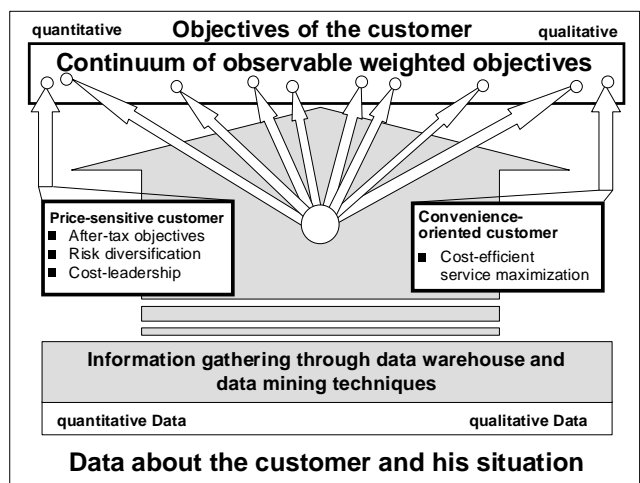 quantitative Objectives of the customer qualitative
Continuum of observable weighted objectives
Price-sensitive customer
■ After-tax objectives
■ Risk diversification
■ Cost-leadership
Convenience-
oriented customer
■ Cost-efficient
service maximization
Information gathering through data warehouse and
data mining techniques
quantitative Data qualitative Data
Data about the customer and his situation